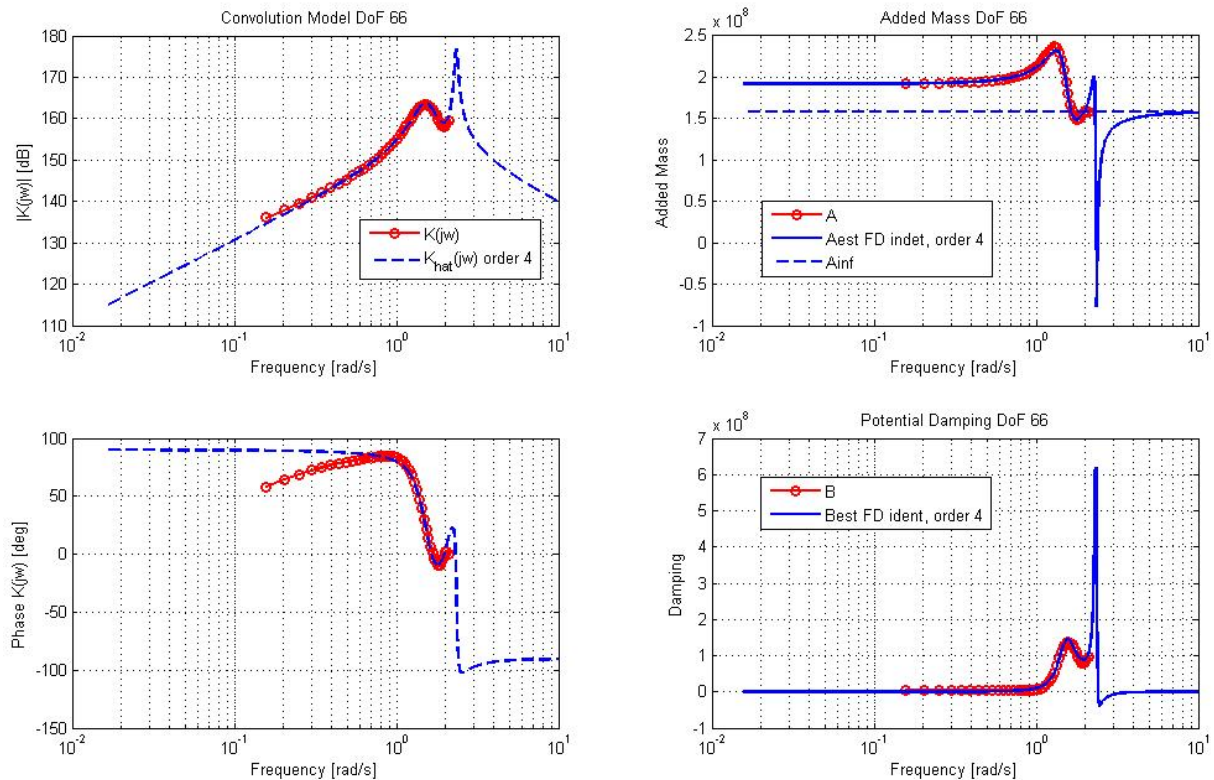 Convolution Model DoF 66
180
170
160
150
140
130
120
110
|K(jw)| [dB]
K(jw)
K_hat(jw) order 4
10^-2
10^-1
10^0
10^1
Frequency [rad/s]
Added Mass DoF 66
x 10^8
2.5
2
1.5
1
0.5
0
-0.5
-1
Added Mass
A
Aest FD indet, order 4
Ainf
10^-2
10^-1
10^0
10^1
Frequency [rad/s]
100
50
0
-50
-100
-150
Phase K(jw) [deg]
10^-2
10^-1
10^0
10^1
Frequency [rad/s]
Potential Damping DoF 66
x 10^8
7
6
5
4
3
2
1
0
-1
Damping
B
Best FD ident, order 4
10^-2
10^-1
10^0
10^1
Frequency [rad/s]